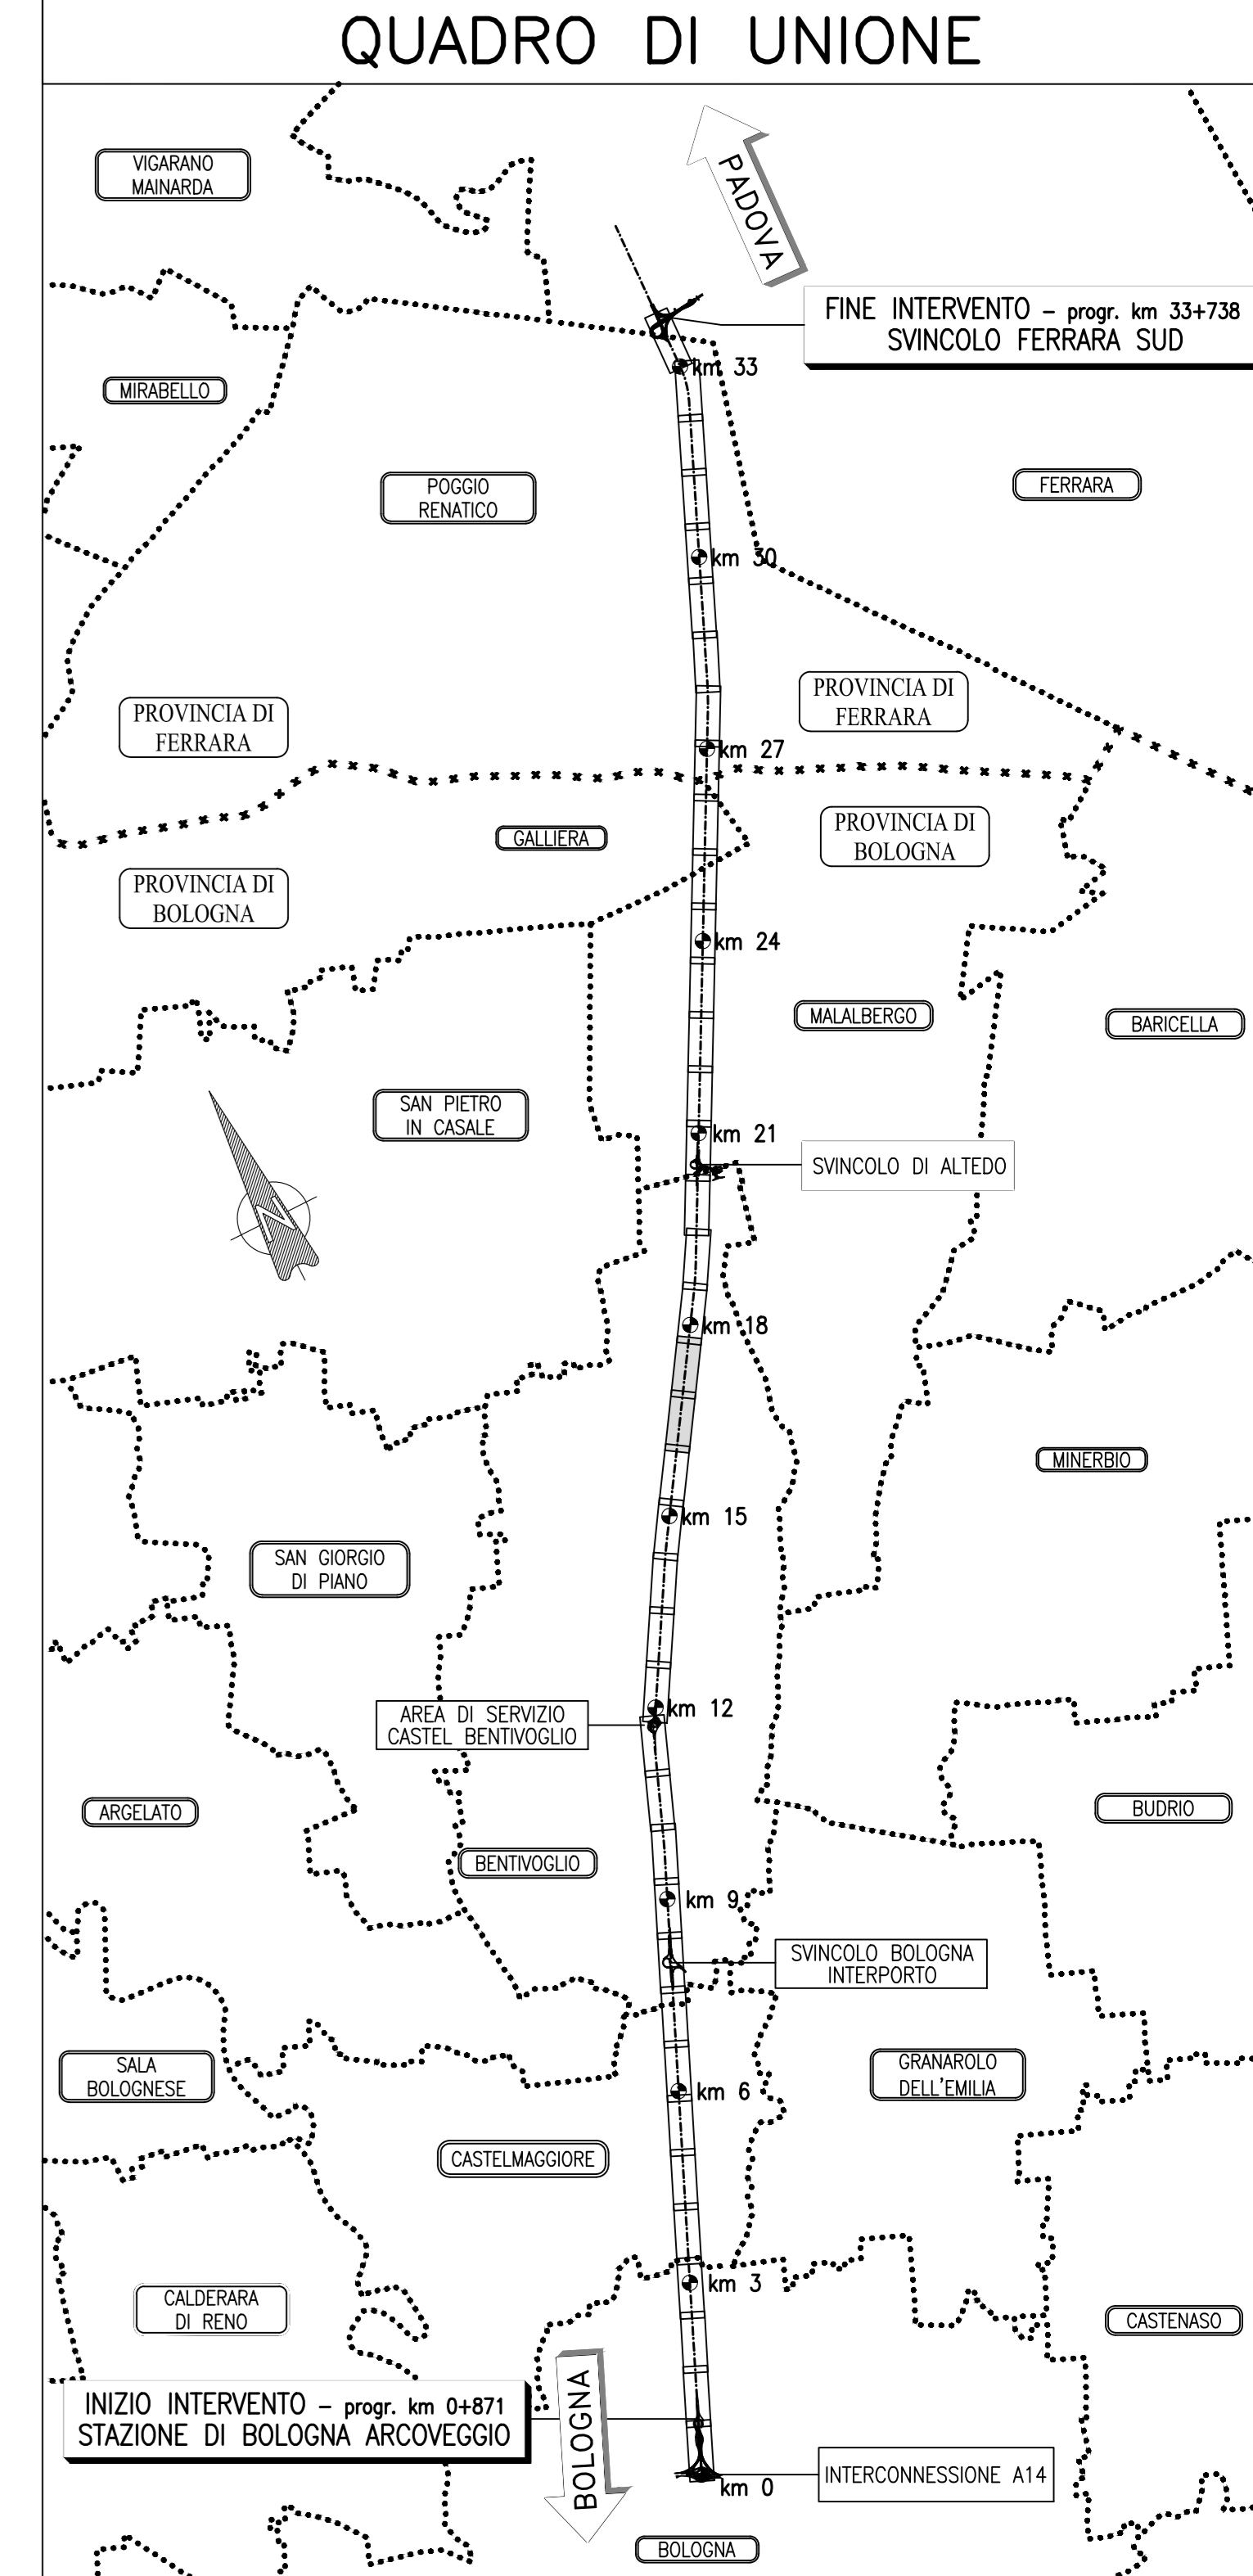 QUADRO DI UNIONE
VIGARANO
MAINARDA
PADOVA
FINE INTERVENTO – progr. km 33+738
SVINCOLO FERRARA SUD
km 33
MIRABELLO
POGGIO
RENATICO
FERRARA
km 30
PROVINCIA DI
FERRARA
PROVINCIA DI
FERRARA
km 27
GALLIERA
PROVINCIA DI
BOLOGNA
PROVINCIA DI
BOLOGNA
km 24
MALALBERGO
BARICELLA
SAN PIETRO
IN CASALE
km 21
SVINCOLO DI ALTEDO
N
km 18
MINERBIO
km 15
SAN GIORGIO
DI PIANO
km 12
AREA DI SERVIZIO
CASTEL BENTIVOGLIO
ARGELATO
BUDRIO
BENTIVOGLIO
km 9
SVINCOLO BOLOGNA
INTERPORTO
SALA
BOLOGNESE
GRANAROLO
DELL'EMILIA
km 6
CASTELMAGGIORE
km 3
CALDERARA
DI RENO
CASTENASO
INIZIO INTERVENTO – progr. km 0+871
STAZIONE DI BOLOGNA ARCOVEGGIO
BOLOGNA
INTERCONNESSIONE A14
km 0
BOLOGNA